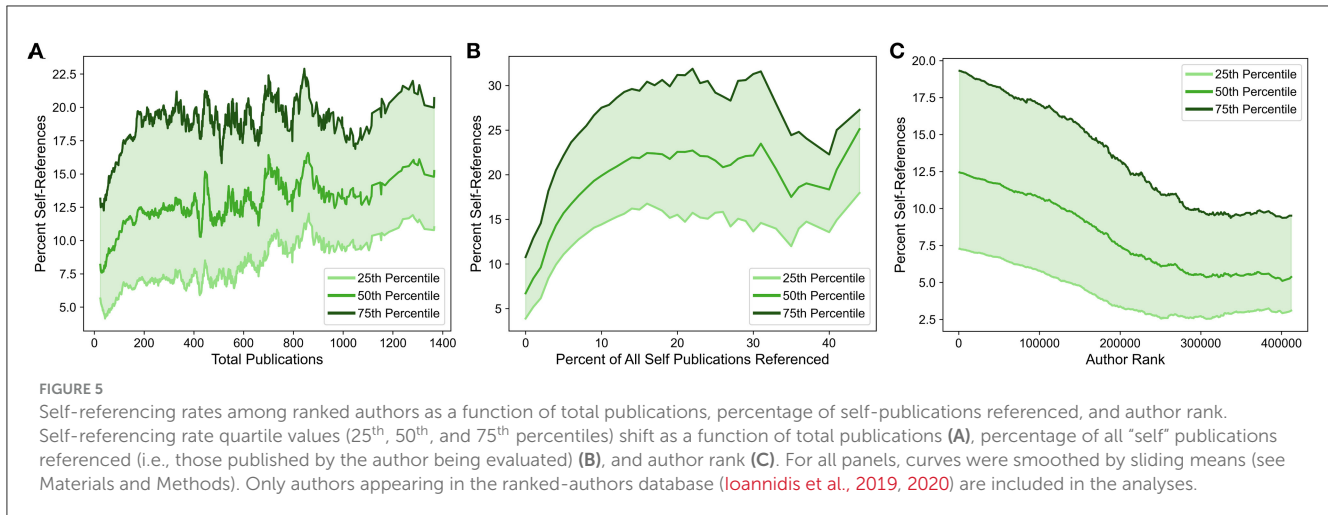 A
Percent Self-References
22.5
20.0
17.5
15.0
12.5
10.0
7.5
5.0
0 200 400 600 800 1000 1200 1400
Total Publications
25th Percentile
50th Percentile
75th Percentile
B
Percent Self-References
30
25
20
15
10
5
0 10 20 30 40
Percent of All Self Publications Referenced
25th Percentile
50th Percentile
75th Percentile
C
Percent Self-References
20.0
17.5
15.0
12.5
10.0
7.5
5.0
2.5
0 100000 200000 300000 400000
Author Rank
25th Percentile
50th Percentile
75th Percentile
FIGURE 5
Self-referencing rates among ranked authors as a function of total publications, percentage of self-publications referenced, and author rank.
Self-referencing rate quartile values (25th, 50th, and 75th percentiles) shift as a function of total publications (A), percentage of all “self” publications
referenced (i.e., those published by the author being evaluated) (B), and author rank (C). For all panels, curves were smoothed by sliding means (see
Materials and Methods). Only authors appearing in the ranked-authors database (Ioannidis et al., 2019, 2020) are included in the analyses.